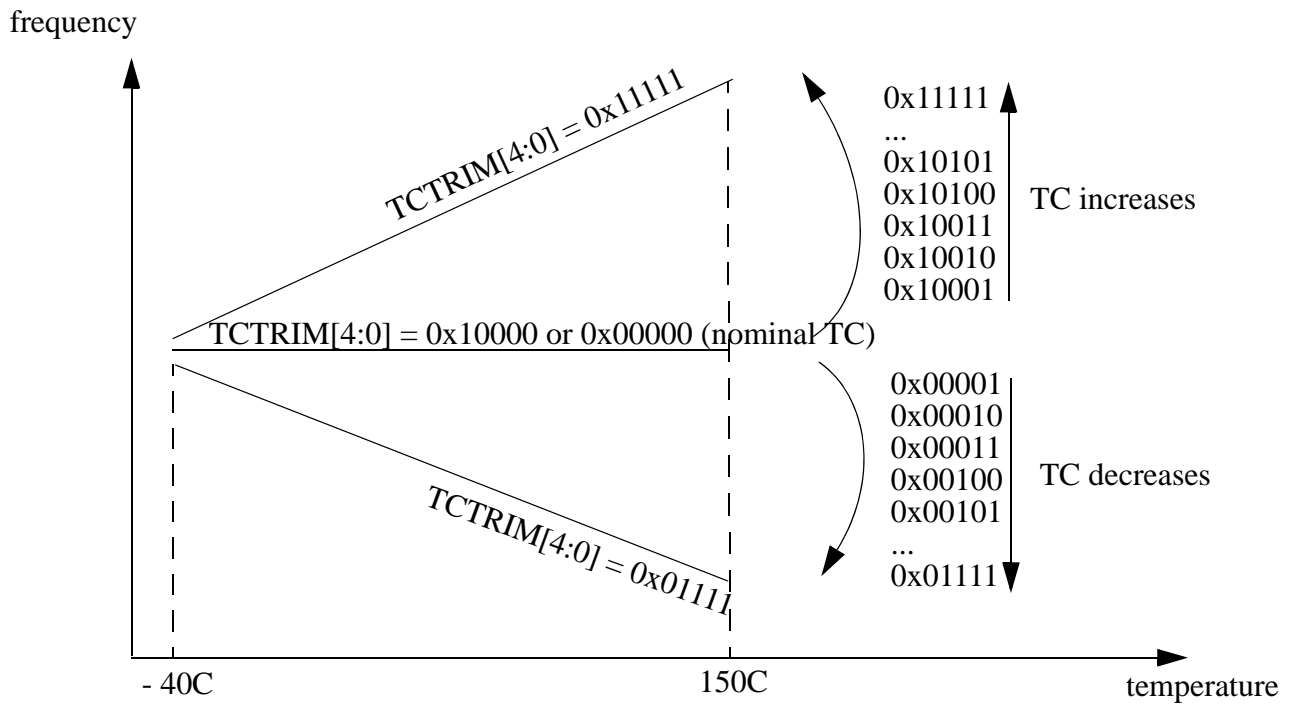 frequency
TCTRIM[4:0] = 0x11111
0x11111
...
0x10101
0x10100
0x10011
0x10010
0x10001
TC increases
TCTRIM[4:0] = 0x10000 or 0x00000 (nominal TC)
0x00001
0x00010
0x00011
0x00100
0x00101
...
0x01111
TC decreases
TCTRIM[4:0] = 0x01111
- 40C
150C
temperature